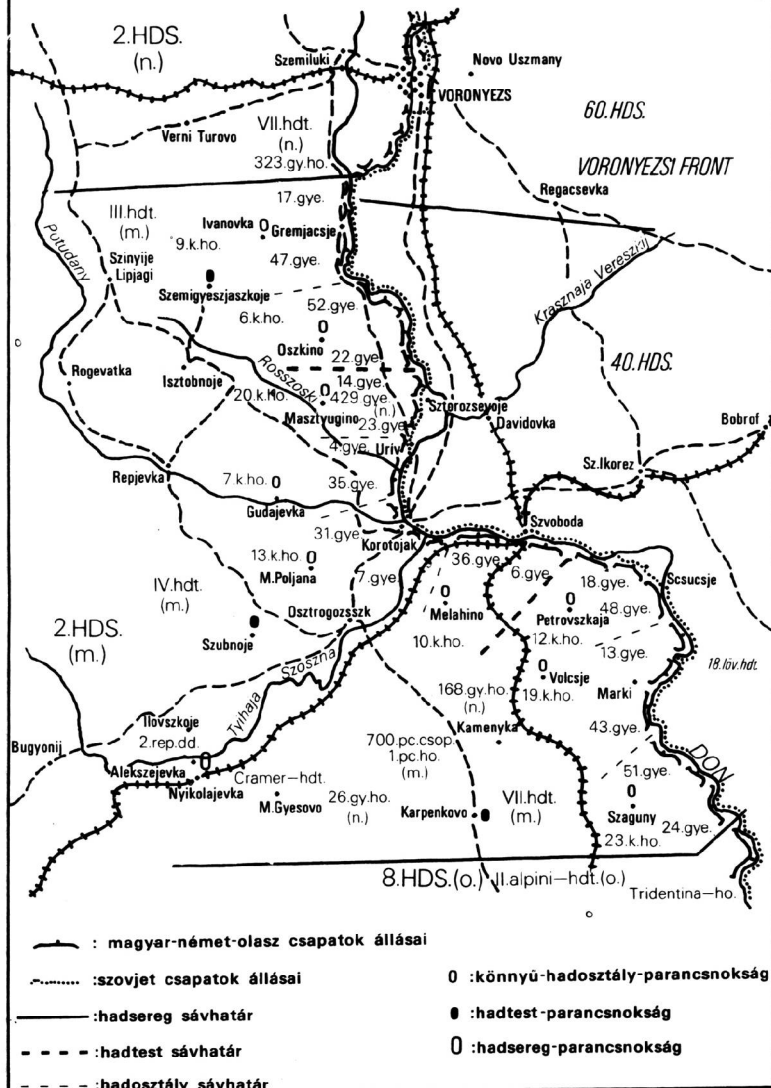 2.HDS.
(n.)
Szemiluki
Novo Uszmany
VORONYEZS
60.HDS.
Verni Turovo
VII.hdt.
(n.)
323.gy.ho.
VORONYEZSI FRONT
Regacsevka
17.gye.
III.hdt.
(m.)
Ivanovka
Gremjacsje
9.k.ho.
47.gye.
Potudany
Szinyije
Lipjagi
Krasznaja Vereszkij
Szemigyeszjaszkoje
52.gye.
6.k.ho.
Oszkino
22.gye.
40.HDS.
Rogevatka
Isztobnoje
Rosszoski
14.gye.
20.k.ho.
429 gye.
(n.)
Masztyugino
23.gye.
Sztorozsevoje
Davidovka
Bobrof
4.gye.
Uriv
Repjevka
35.gye.
Sz.Ikorez
7.k.ho.
Gudajevka
31.gye.
Korotojak
Szvoboda
13.k.ho.
M.Poljana
7.gye.
36.gye.
6.gye.
18.gye.
Scsucsje
IV.hdt.
(m.)
Osztrogozsszk
Melahino
Petrovszkaja
48.gye.
2.HDS.
(m.)
Szubnoje
10.k.ho.
12.k.ho.
13.gye.
Tyihaja Szoszna
Volcsje
19.k.ho.
Marki
18.löv.hdt.
168.gy.ho.
(n.)
Ilovszkoje
2.rep.dd.
Kamenyka
43.gye.
Bugyonij
700.pc.csop.
1.pc.ho.
(m.)
DON
Alekszejevka
Nyikolajevka
Cramer-hdt.
51.gye.
M.Gyesovo
26.gy.ho.
(n.)
Karpenkovo
VII.hdt.
(m.)
Szaguny
24.gye.
23.k.ho.
8.HDS.(o.)
II.alpini-hdt.(o.)
Tridentina-ho.
: magyar-német-olasz csapatok állásai
:szovjet csapatok állásai
:könnyű-hadosztály-parancsnokság
:hadsereg sávhatár
:hadtest-parancsnokság
:hadtest sávhatár
:hadsereg-parancsnokság
:hadosztály sávhatár